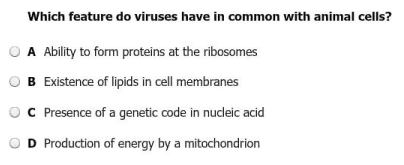 Which feature do viruses have in common with animal cells?
A Ability to form proteins at the ribosomes
B Existence of lipids in cell membranes
C Presence of a genetic code in nucleic acid
D Production of energy by a mitochondrion